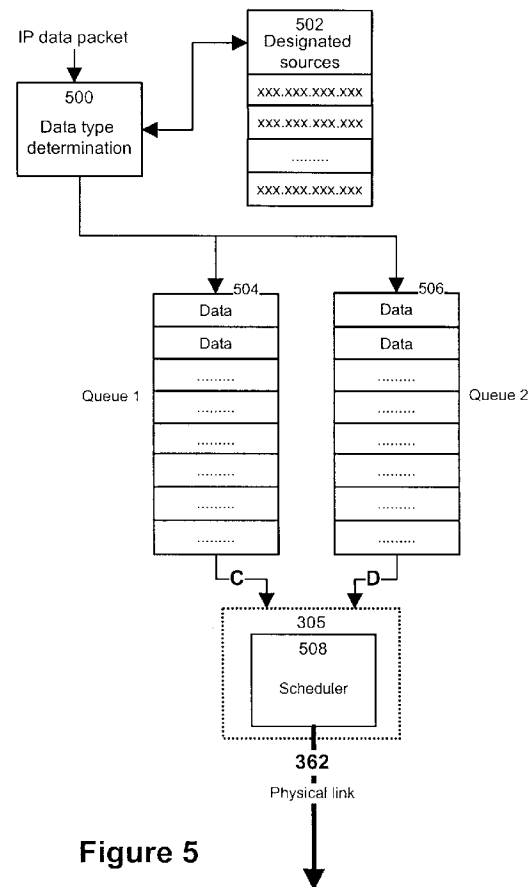 IP data packet
500
Data type
determination
502
Designated
sources
xxx.xxx.xxx.xxx
xxx.xxx.xxx.xxx
.........
xxx.xxx.xxx.xxx
504
Data
Data
.........
.........
.........
.........
.........
.........
Queue 1
506
Data
Data
.........
.........
.........
.........
.........
.........
Queue 2
C
D
305
508
Scheduler
362
Physical link
Figure 5